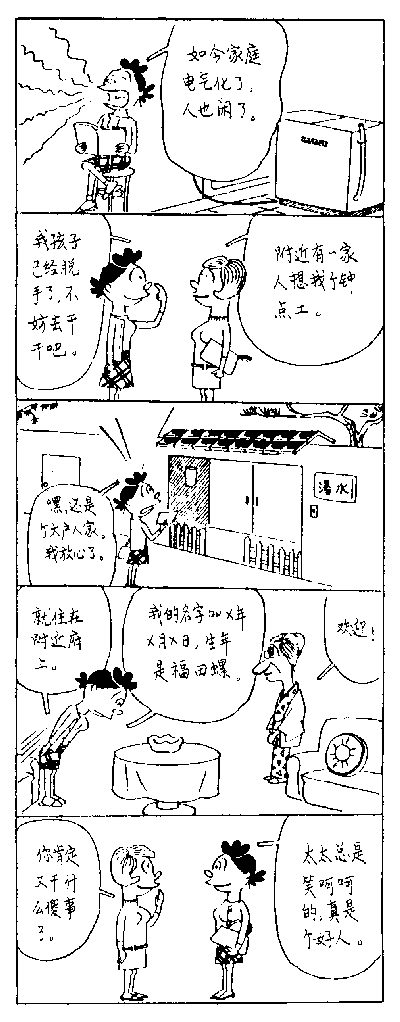 如今家庭
电气化了,
人也闲了。
附近有一家
人想找个钟
点工。
我孩子
已经脱
手了,不
妨去干
干吧。
嘿,还是
个大户人家。
我放心了。
欢迎!
我的名字叫X年
X月X日,生年
是福田螺。
就住在
附近府
上。
太太总是
笑呵呵
的,真是
个好人。
你肯定
又干什
么傻事
了。